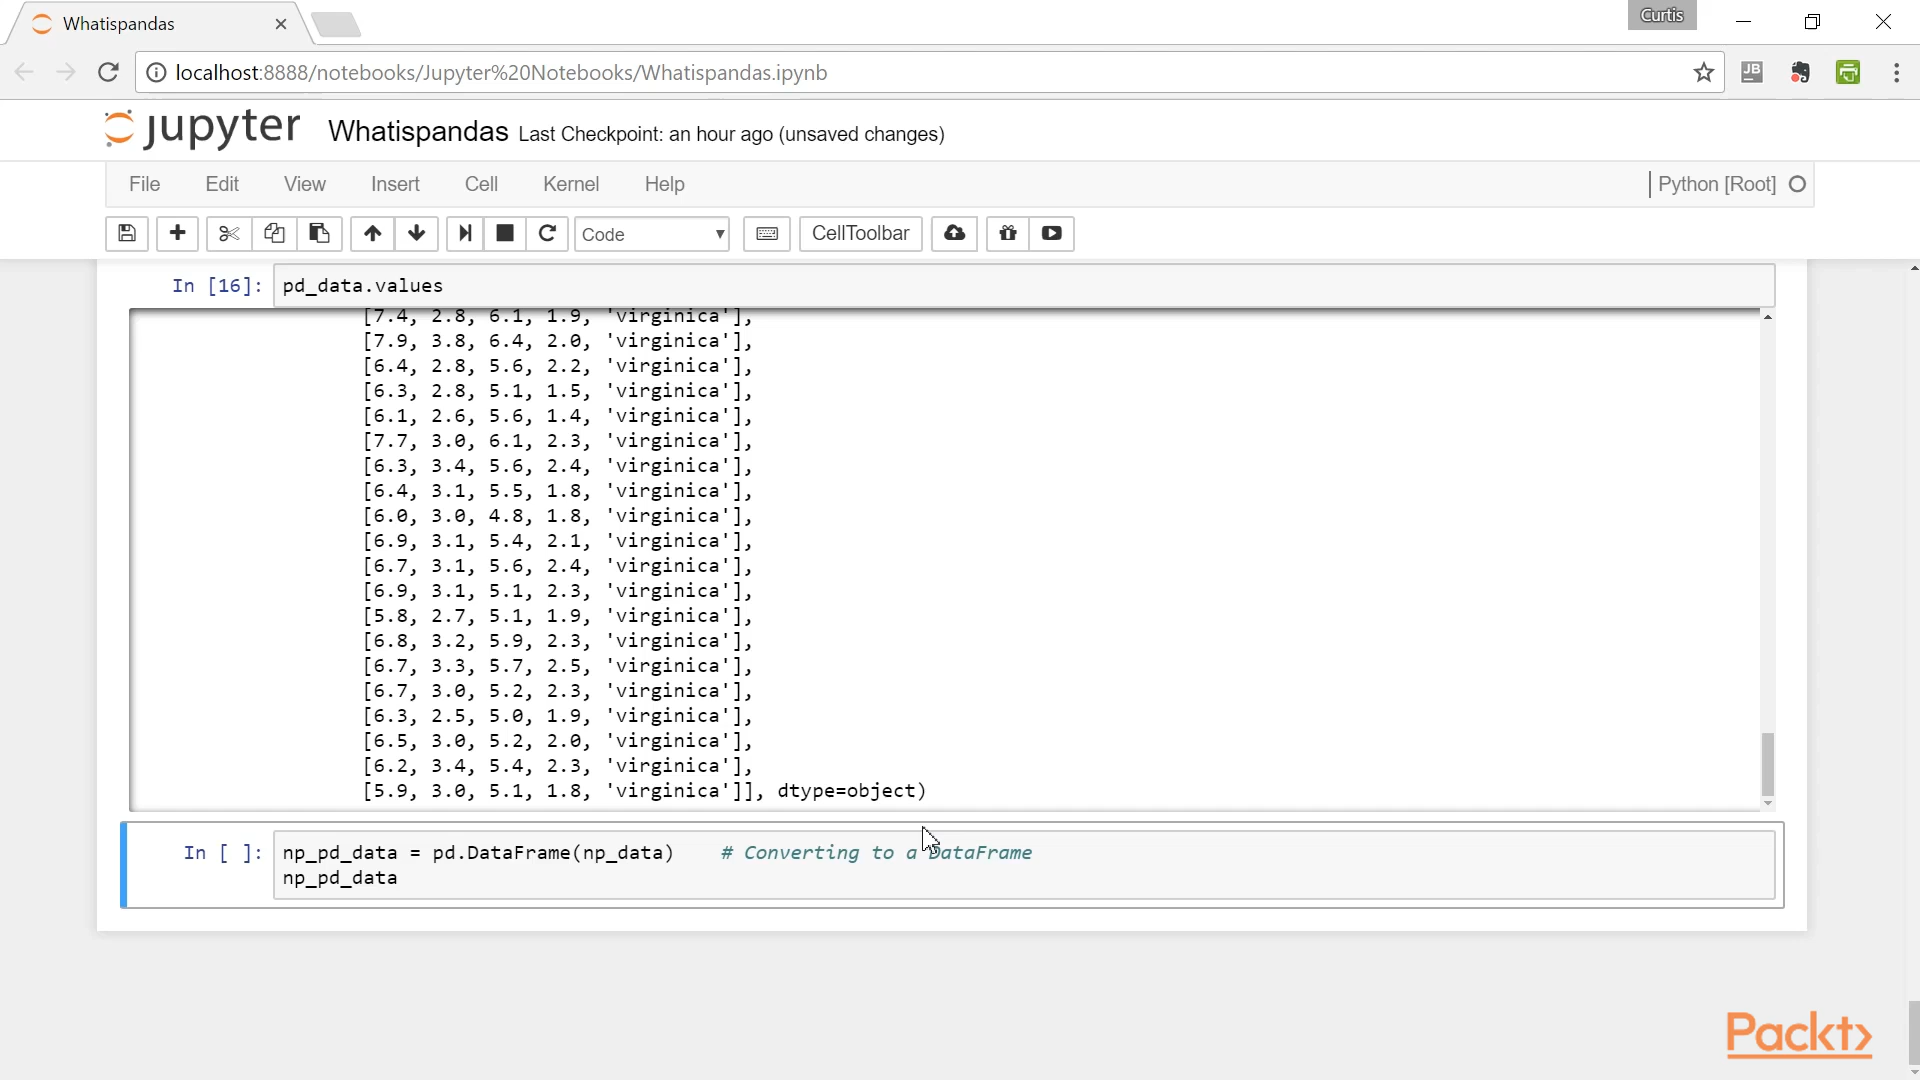 Whatispandas
Curtis
localhost:8888/notebooks/Jupyter%20Notebooks/Whatispandas.ipynb
JB
jupyter Whatispandas Last Checkpoint: an hour ago (unsaved changes)
File Edit View Insert Cell Kernel Help Python [Root]
Code CellToolbar
In [16]: pd_data.values
[7.4, 2.8, 6.1, 1.9, 'virginica'],
[7.9, 3.8, 6.4, 2.0, 'virginica'],
[6.4, 2.8, 5.6, 2.2, 'virginica'],
[6.3, 2.8, 5.1, 1.5, 'virginica'],
[6.1, 2.6, 5.6, 1.4, 'virginica'],
[7.7, 3.0, 6.1, 2.3, 'virginica'],
[6.3, 3.4, 5.6, 2.4, 'virginica'],
[6.4, 3.1, 5.5, 1.8, 'virginica'],
[6.0, 3.0, 4.8, 1.8, 'virginica'],
[6.9, 3.1, 5.4, 2.1, 'virginica'],
[6.7, 3.1, 5.6, 2.4, 'virginica'],
[6.9, 3.1, 5.1, 2.3, 'virginica'],
[5.8, 2.7, 5.1, 1.9, 'virginica'],
[6.8, 3.2, 5.9, 2.3, 'virginica'],
[6.7, 3.3, 5.7, 2.5, 'virginica'],
[6.7, 3.0, 5.2, 2.3, 'virginica'],
[6.3, 2.5, 5.0, 1.9, 'virginica'],
[6.5, 3.0, 5.2, 2.0, 'virginica'],
[6.2, 3.4, 5.4, 2.3, 'virginica'],
[5.9, 3.0, 5.1, 1.8, 'virginica']], dtype=object)
In [ ]: np_pd_data = pd.DataFrame(np_data) # Converting to a DataFrame
np_pd_data
Packt>